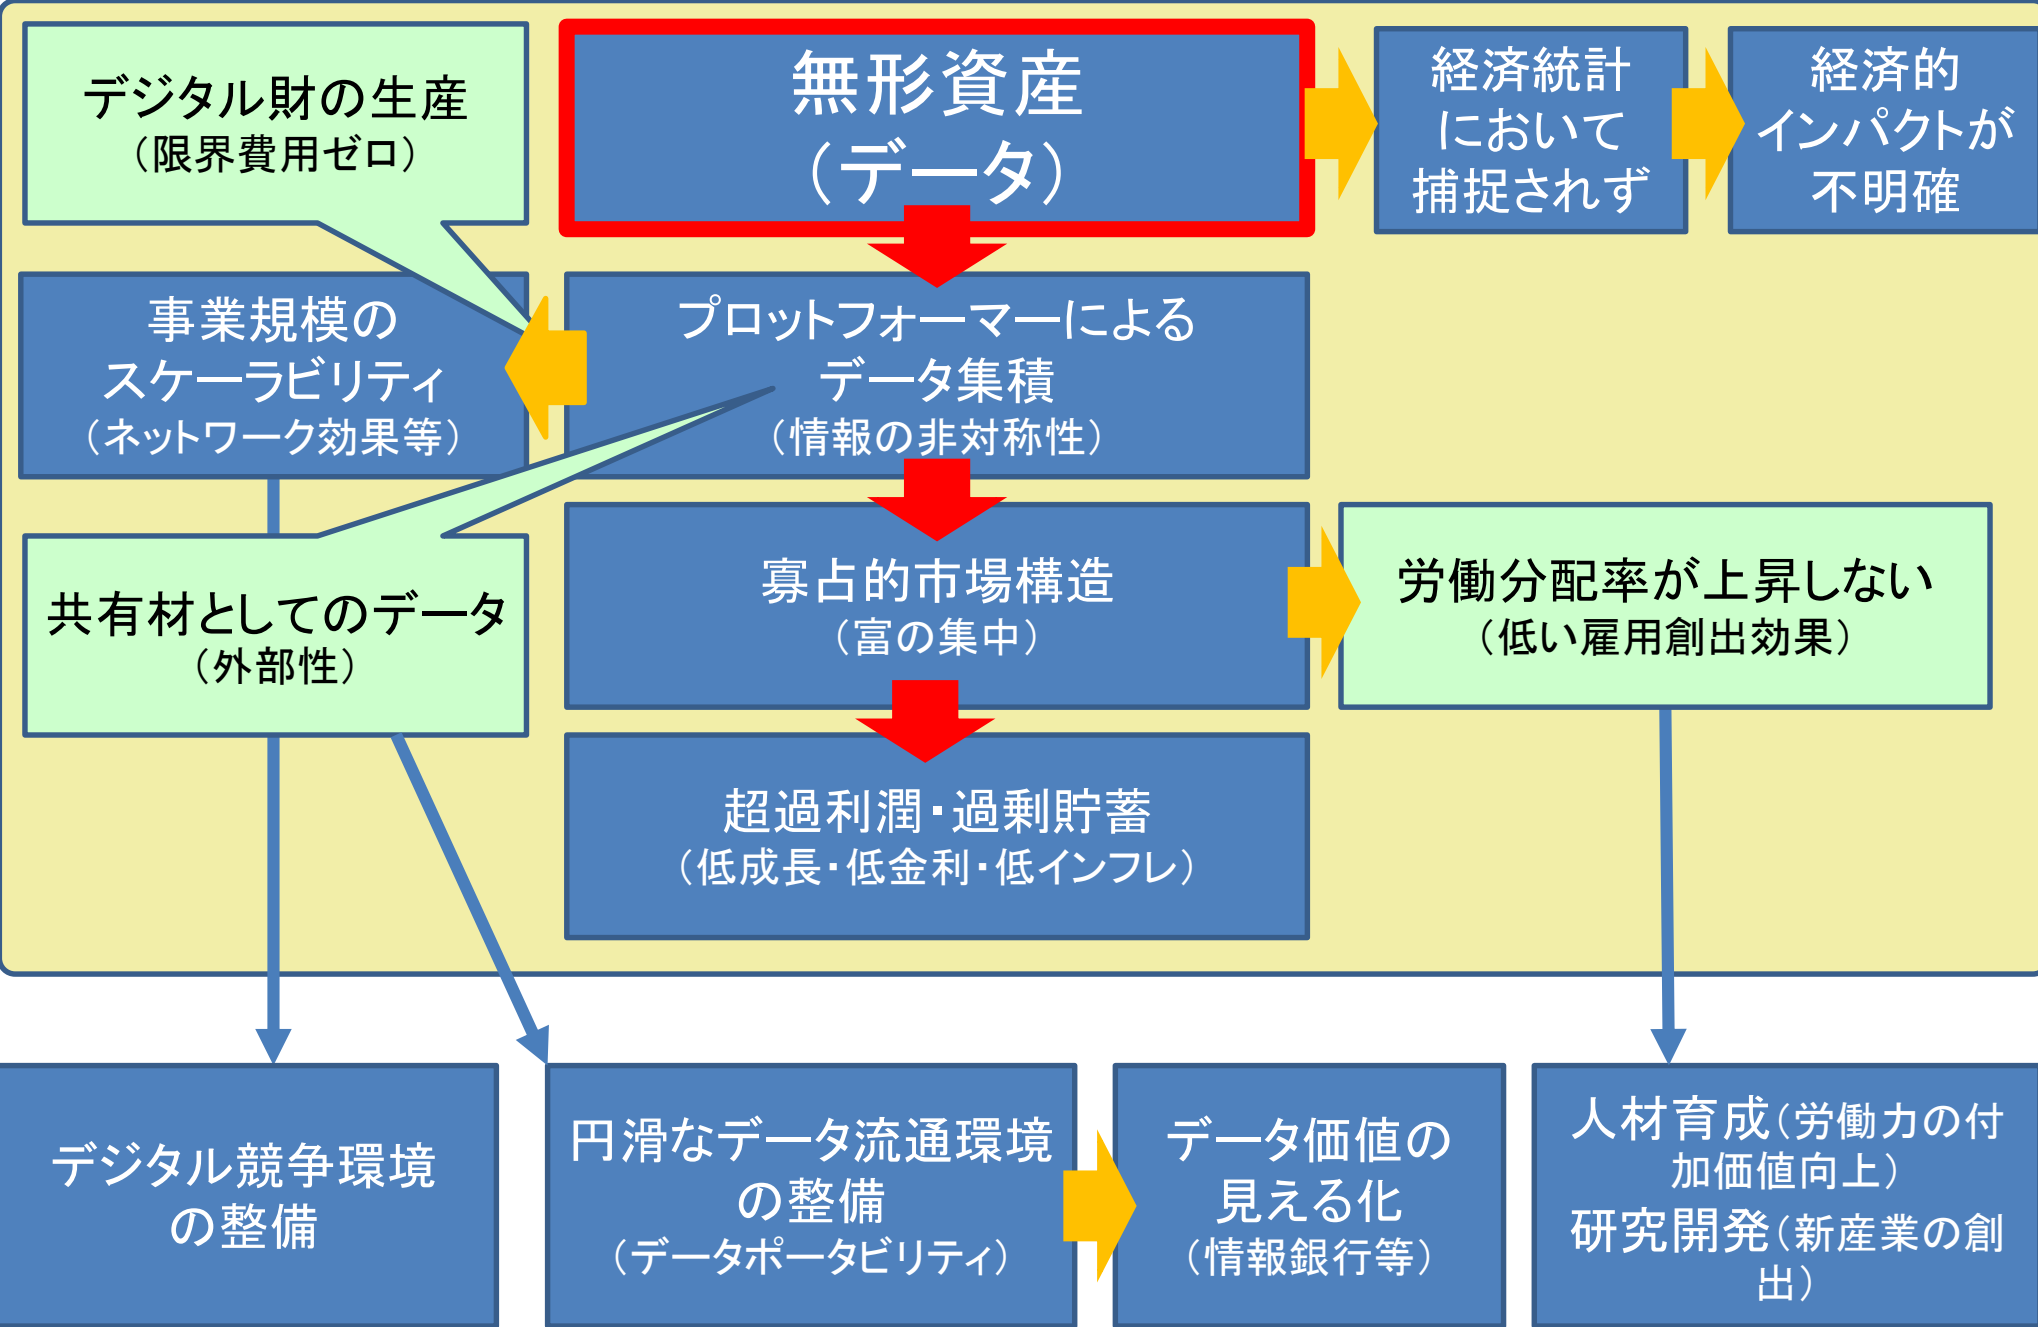 デジタル財の生産
（限界費用ゼロ）
無形資産
（データ）
経済統計
において
捕捉されず
経済的
インパクトが
不明確
事業規模の
スケーラビリティ
（ネットワーク効果等）
プロットフォーマーによる
データ集積
（情報の非対称性）
共有材としてのデータ
（外部性）
寡占的市場構造
（富の集中）
労働分配率が上昇しない
（低い雇用創出効果）
超過利潤・過剰貯蓄
（低成長・低金利・低インフレ）
デジタル競争環境
の整備
円滑なデータ流通環境
の整備
（データポータビリティ）
データ価値の
見える化
（情報銀行等）
人材育成（労働力の付
加価値向上）
研究開発（新産業の創
出）